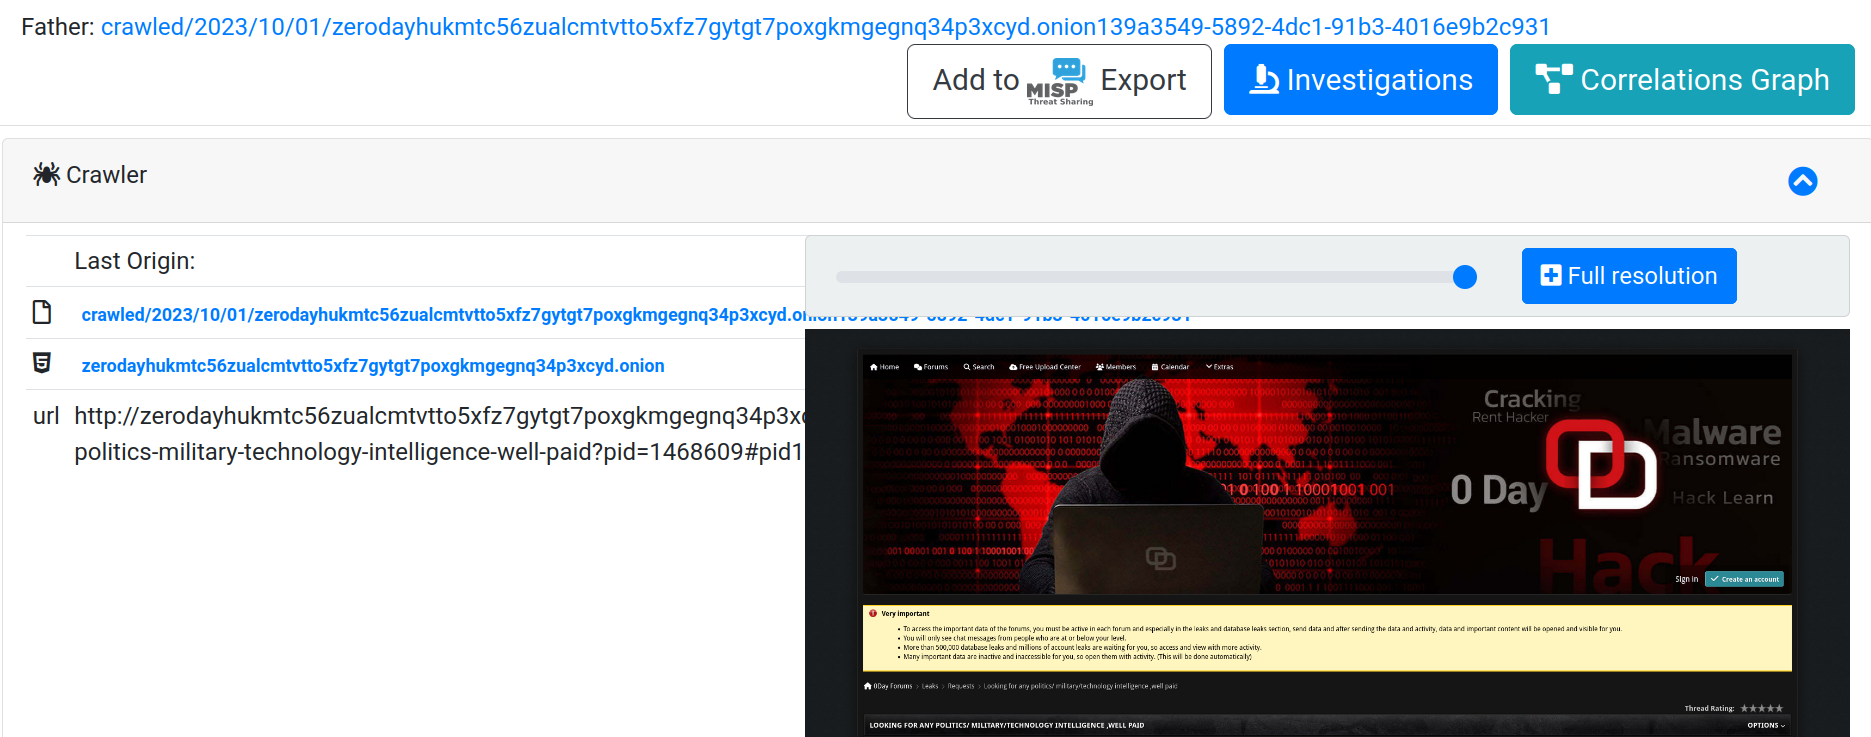 Father: crawled/2023/10/01/zerodayhukmtc56zualcmtvtto5xfz7gytgt7poxgkmgegnq34p3xcyd.onion139a3549-5892-4dc1-91b3-4016e9b2c931
Add to MISP Threat Sharing Export
Investigations
Correlations Graph
Crawler
Last Origin:
Full resolution
crawled/2023/10/01/zerodayhukmtc56zualcmtvtto5xfz7gytgt7poxgkmgegnq34p3xcyd.onion139a3549-5892-4dc1-91b3-4016e9b2c931
zerodayhukmtc56zualcmtvtto5xfz7gytgt7poxgkmgegnq34p3xcyd.onion
url http://zerodayhukmtc56zualcmtvtto5xfz7gytgt7poxgkmgegnq34p3xc
politics-military-technology-intelligence-well-paid?pid=1468609#pid1
Home Forums Search Free Upload Center Members Calendar Extras
Cracking
Rent Hacker
Malware
Ransomware
0 Day
Hack Learn
Hack
Sign In Create an account
Very important
To access the important data of the forums, you must be active in each forum and especially in the leaks and database leaks section, send data and after sending the data and activity, data and important content will be opened and visible for you.
You will only see chat messages from people who are at or below your level.
More than 500,000 database leaks and millions of account leaks are waiting for you, so access and view with more activity.
Many important data are inactive and inaccessible for you, so open them with activity. (This will be done automatically)
0Day Forums › Leaks › Requests › Looking for any politics/ military/technology intelligence ,well paid
Thread Rating:
LOOKING FOR ANY POLITICS/ MILITARY/TECHNOLOGY INTELLIGENCE ,WELL PAID
OPTIONS